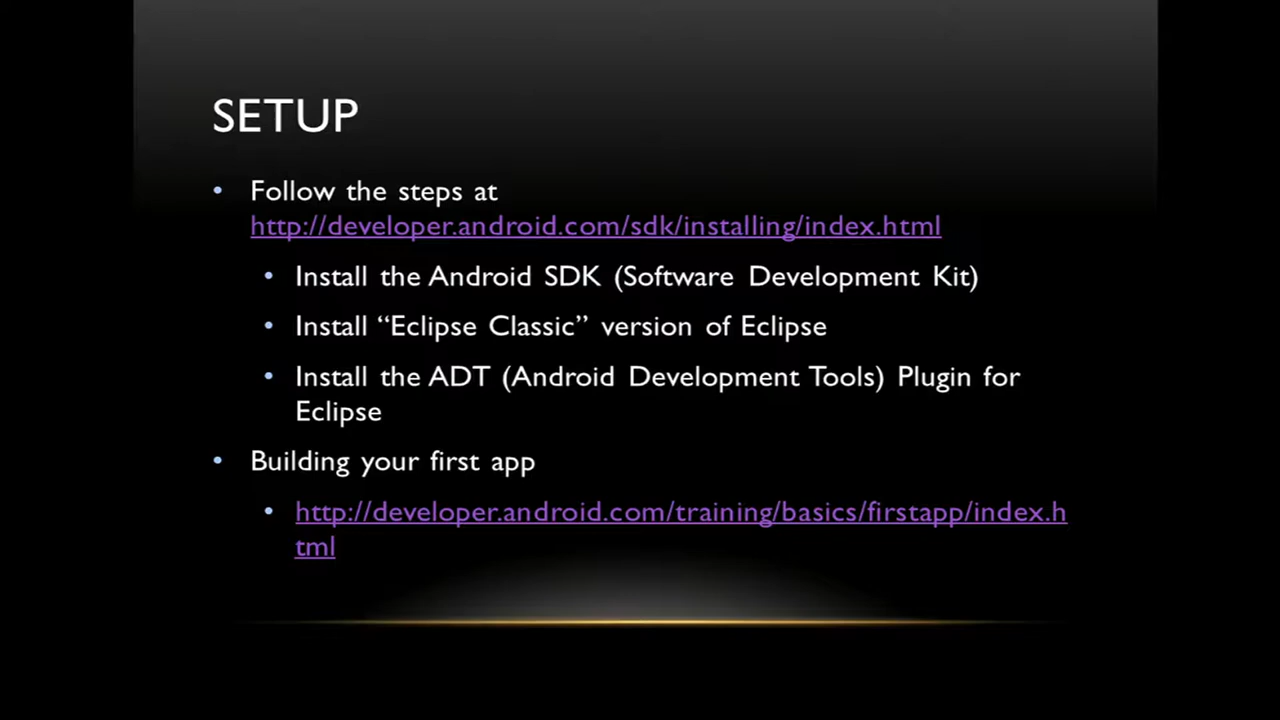 SETUP
• Follow the steps at
http://developer.android.com/sdk/installing/index.html
• Install the Android SDK (Software Development Kit)
• Install “Eclipse Classic” version of Eclipse
• Install the ADT (Android Development Tools) Plugin for
Eclipse
• Building your first app
• http://developer.android.com/training/basics/firstapp/index.h
tml